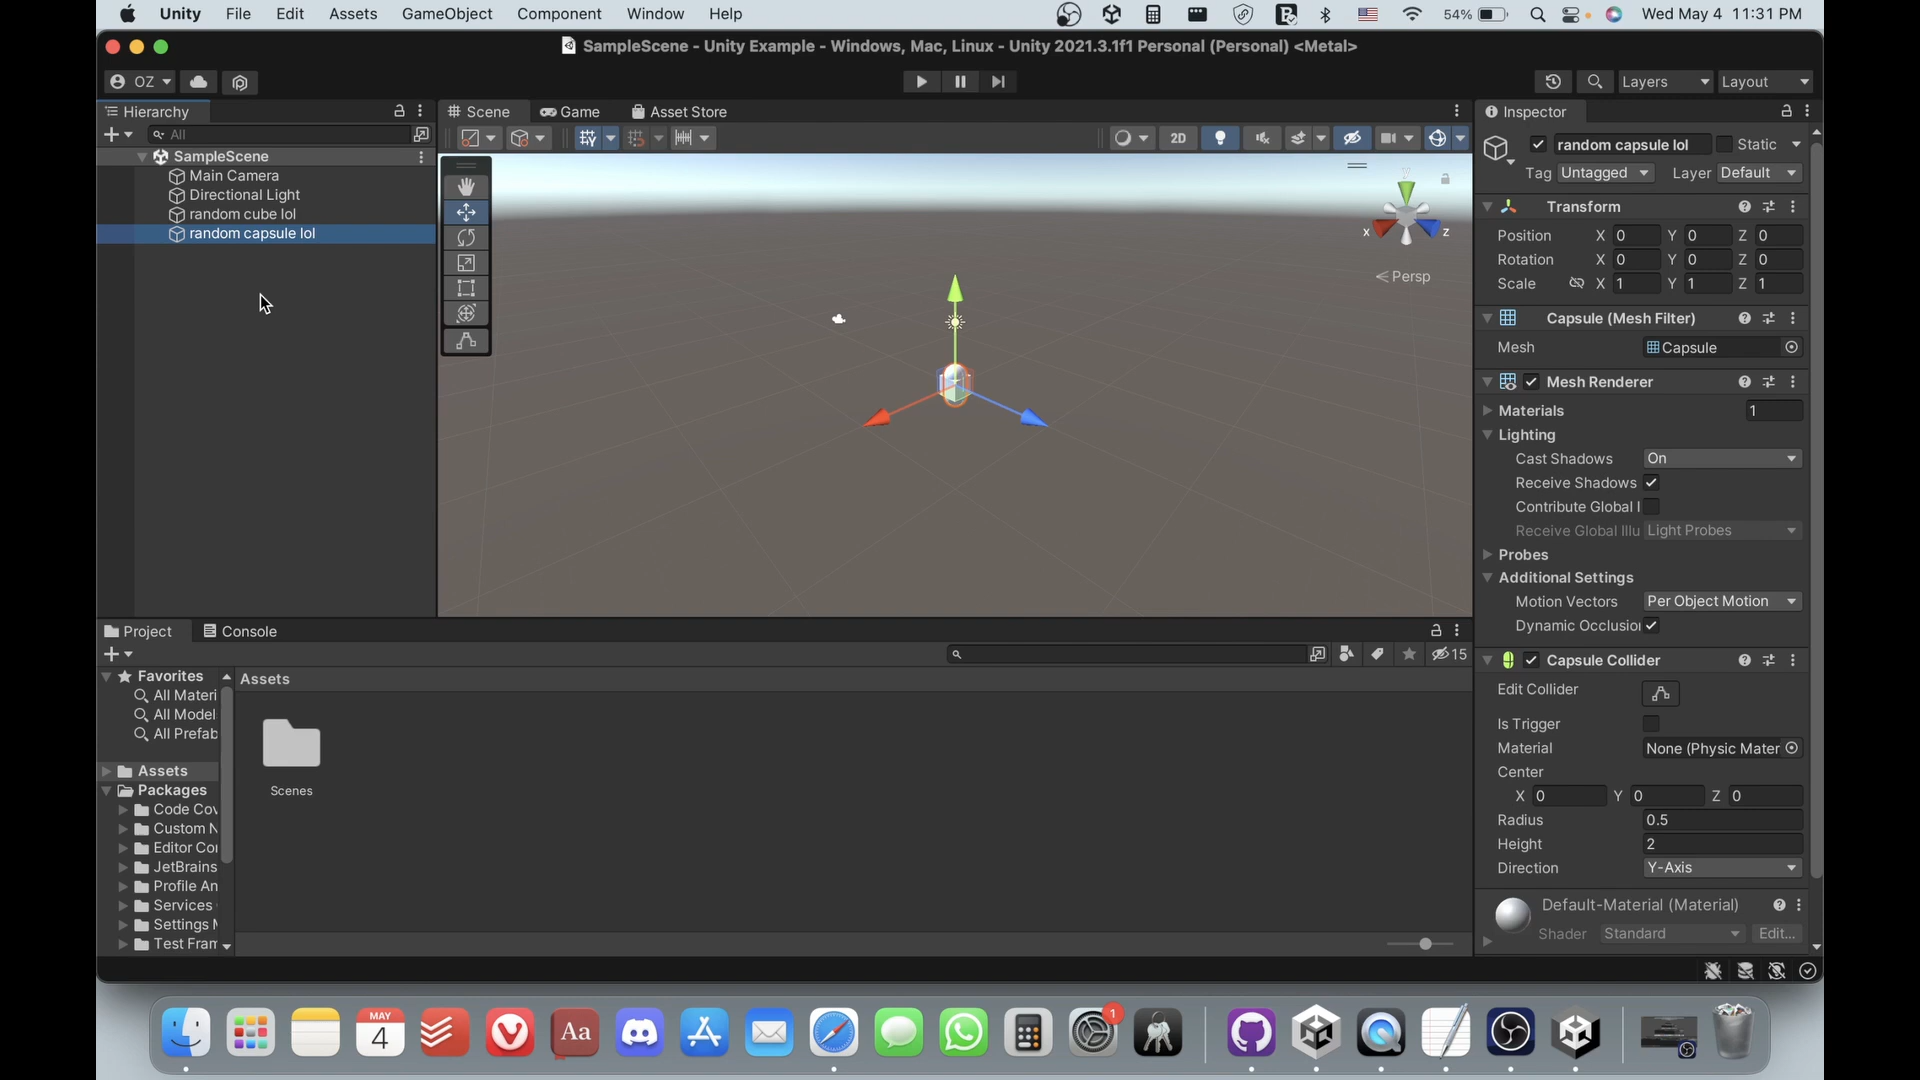 Unity File Edit Assets GameObject Component Window Help 54% Wed May 4 11:31 PM
SampleScene - Unity Example - Windows, Mac, Linux - Unity 2021.3.1f1 Personal (Personal) <Metal>
OZ Layers Layout
Hierarchy
All
SampleScene
Main Camera
Directional Light
random cube lol
random capsule lol
Scene Game Asset Store
2D
y
x z
< Persp
Inspector
random capsule lol Static
Tag Untagged Layer Default
Transform
Position X 0 Y 0 Z 0
Rotation X 0 Y 0 Z 0
Scale X 1 Y 1 Z 1
Capsule (Mesh Filter)
Mesh Capsule
Mesh Renderer
Materials 1
Lighting
Cast Shadows On
Receive Shadows
Contribute Global I
Receive Global Illu Light Probes
Probes
Additional Settings
Motion Vectors Per Object Motion
Dynamic Occlusion
Capsule Collider
Edit Collider
Is Trigger
Material None (Physic Mater
Center
X 0 Y 0 Z 0
Radius 0.5
Height 2
Direction Y-Axis
Default-Material (Material)
Shader Standard Edit...
Project Console
15
Favorites
All Materi
All Model
All Prefab
Assets
Packages
Code Cov
Custom N
Editor Cor
JetBrains
Profile An
Services
Settings M
Test Fram
Assets
Scenes
MAY
4
Aa
1